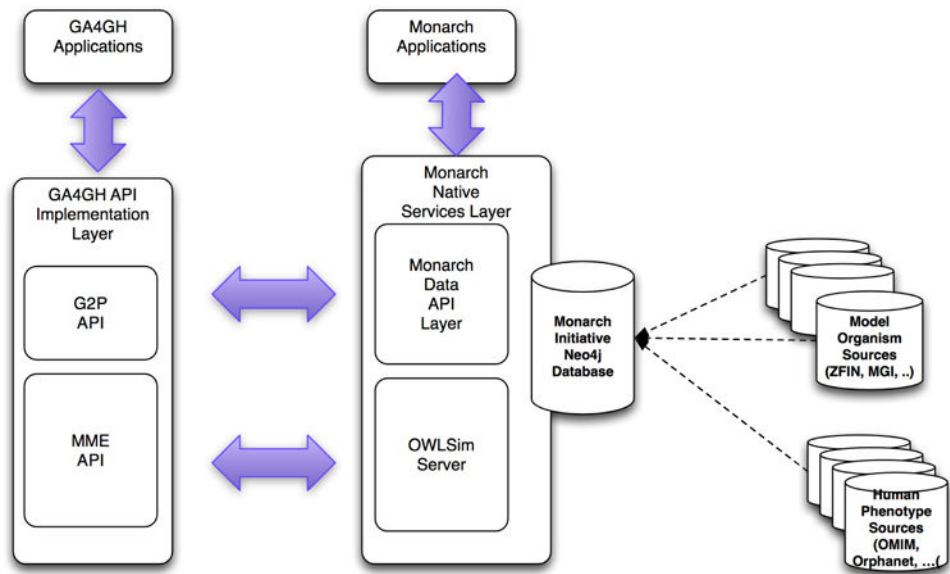 GA4GH
Applications
Monarch
Applications
GA4GH API
Implementation
Layer
G2P
API
MME
API
Monarch
Native
Services Layer
Monarch
Data
API
Layer
OWLSim
Server
Monarch
Initiative
Neo4j
Database
Model
Organism
Sources
(ZFIN, MGI, ..)
Human
Phenotype
Sources
(OMIM,
Orphanet, ...(